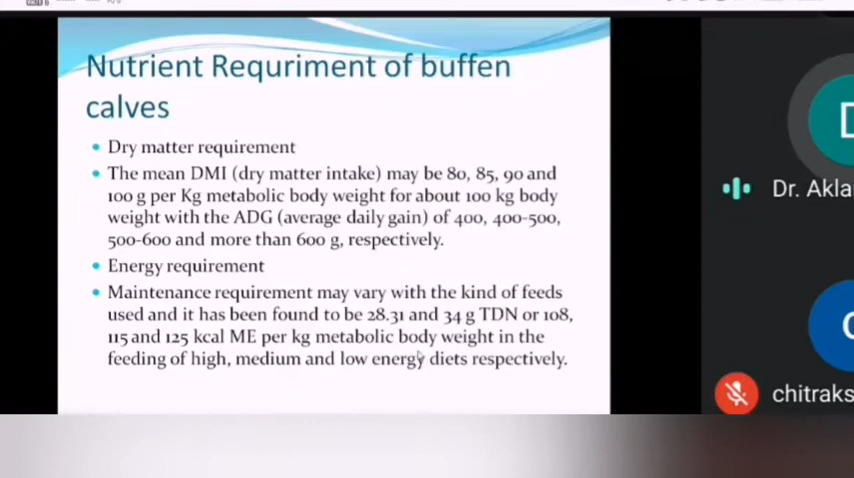 Nutrient Requriment of buffen
calves
• Dry matter requirement
• The mean DMI (dry matter intake) may be 80, 85, 90 and
100 g per Kg metabolic body weight for about 100 kg body
weight with the ADG (average daily gain) of 400, 400-500,
500-600 and more than 600 g, respectively.
• Energy requirement
• Maintenance requirement may vary with the kind of feeds
used and it has been found to be 28.31 and 34 g TDN or 108,
115 and 125 kcal ME per kg metabolic body weight in the
feeding of high, medium and low energy diets respectively.
Dr. Akla
chitraks